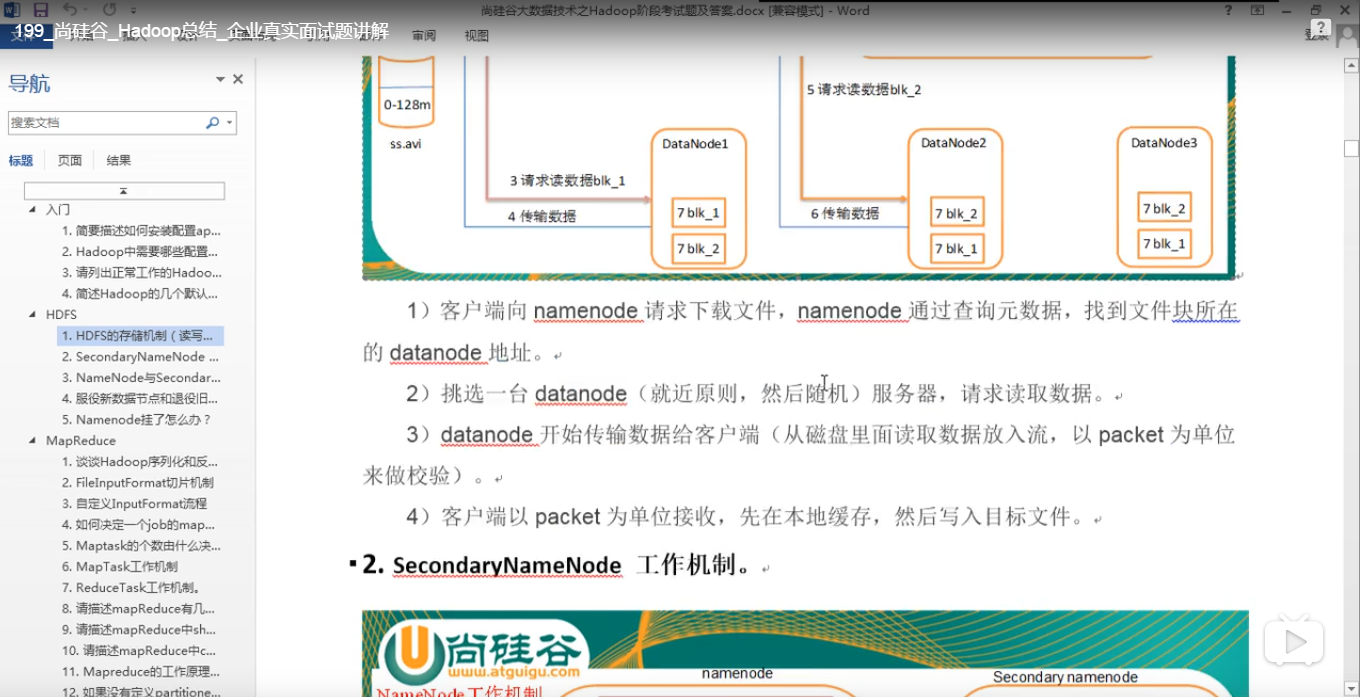 尚硅谷大数据技术之Hadoop阶段考试题及答案.docx [兼容模式] - Word
199_尚硅谷_Hadoop总结_企业真实面试题讲解
审阅
视图
登录
导航
搜索文档
标题
页面
结果
入门
1. 简要描述如何安装配置ap...
2. Hadoop中需要哪些配置...
3. 请列出正常工作的Hadoo...
4. 简述Hadoop的几个默认...
HDFS
1. HDFS的存储机制（读写...
2. SecondaryNameNode ...
3. NameNode与Secondar...
4. 服役新数据节点和退役旧...
5. Namenode挂了怎么办？
MapReduce
1. 谈谈Hadoop序列化和反...
2. FileInputFormat切片机制
3. 自定义InputFormat流程
4. 如何决定一个job的map...
5. Maptask的个数由什么决...
6. MapTask工作机制
7. ReduceTask工作机制。
8. 请描述mapReduce有几...
9. 请描述mapReduce中sh...
10. 请描述mapReduce中c...
11. Mapreduce的工作原理...
12. 如果没有定义partitione...
0-128m
ss.avi
3 请求读数据blk_1
4 传输数据
DataNode1
7 blk_1
7 blk_2
5 请求读数据blk_2
6 传输数据
DataNode2
7 blk_2
7 blk_1
DataNode3
7 blk_2
7 blk_1
1）客户端向 namenode 请求下载文件，namenode 通过查询元数据，找到文件块所在
的 datanode 地址。
2）挑选一台 datanode（就近原则，然后随机）服务器，请求读取数据。
3）datanode 开始传输数据给客户端（从磁盘里面读取数据放入流，以 packet 为单位
来做校验）。
4）客户端以 packet 为单位接收，先在本地缓存，然后写入目标文件。
2. SecondaryNameNode 工作机制。
尚硅谷
www.atguigu.com
NameNode工作机制
namenode
Secondary namenode